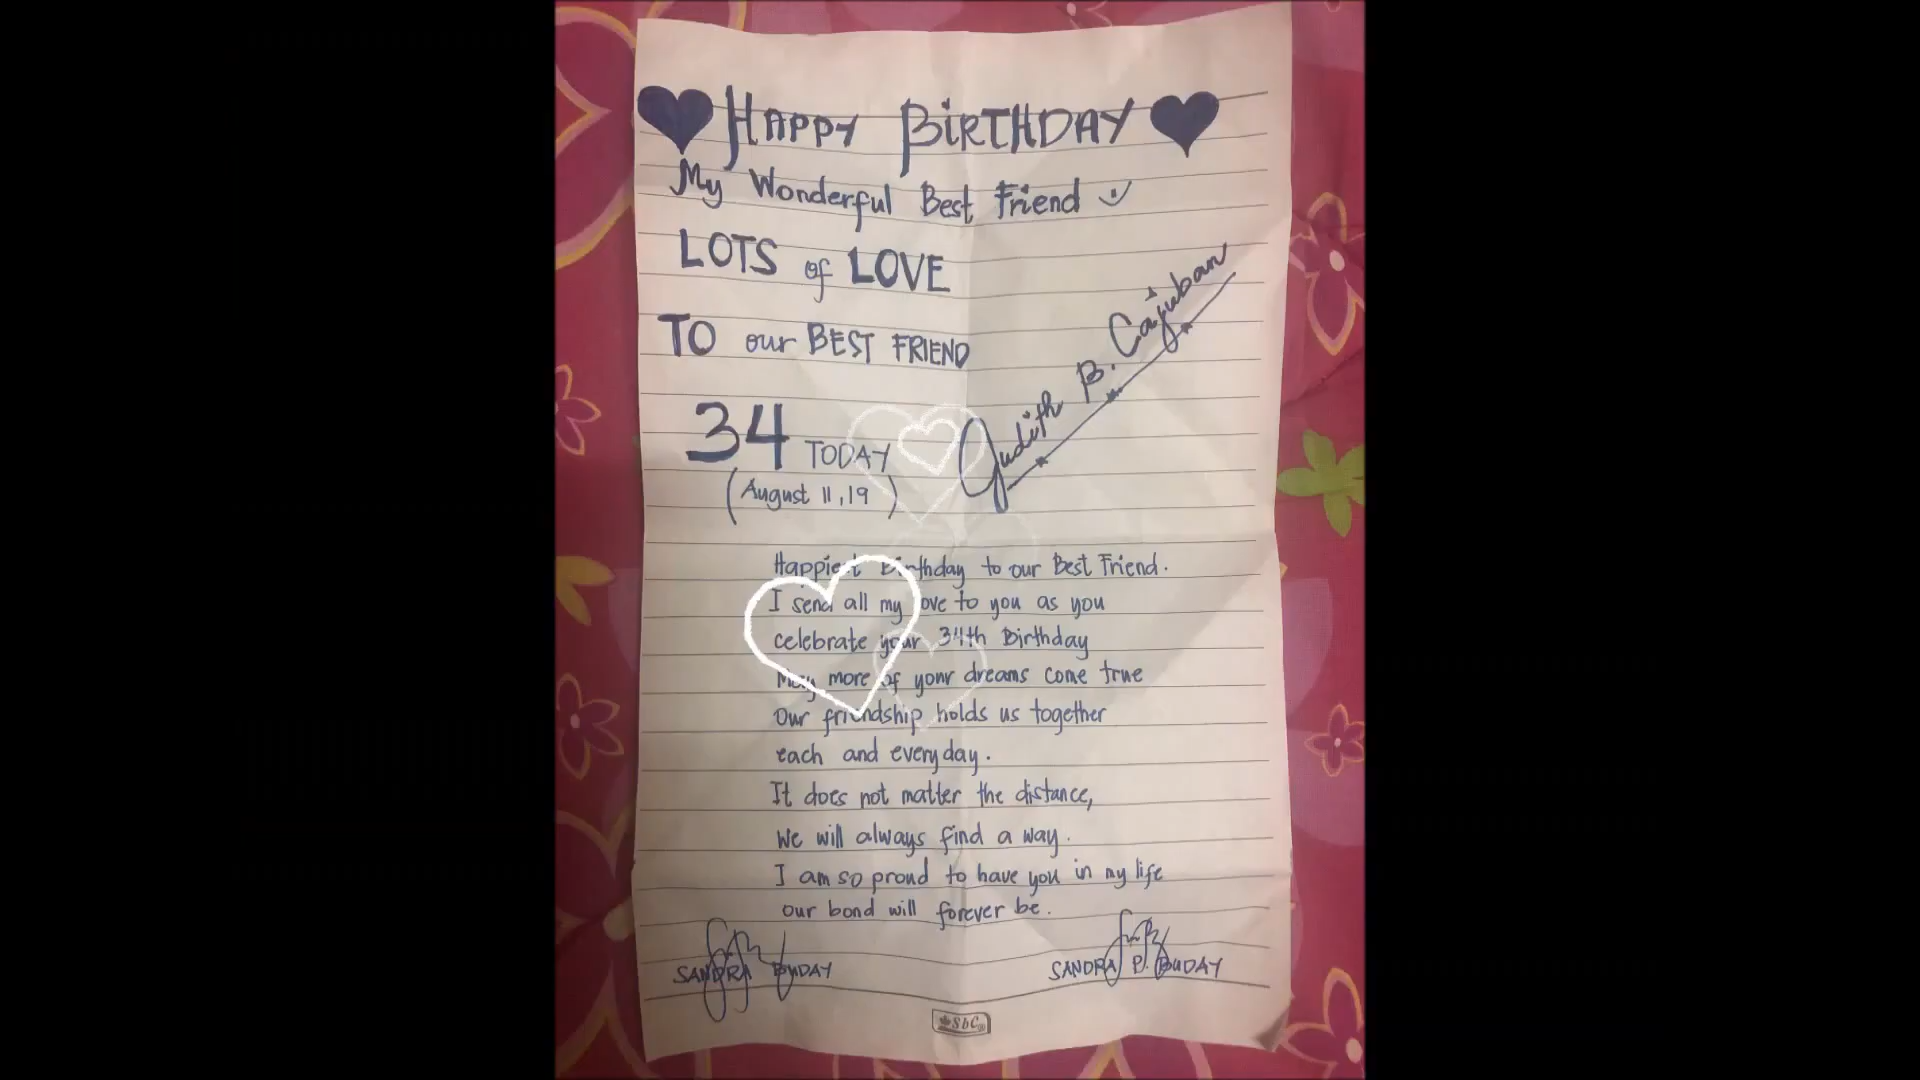 HAPPY BIRTHDAY
My Wonderful Best Friend
LOTS of LOVE
TO our BEST FRIEND
Judith B. Cajuban
34 TODAY
(August 11, 19)
Happiest Birthday to our Best Friend.
I send all my love to you as you
celebrate your 34th Birthday
May more of your dreams come true
Our friendship holds us together
each and everyday.
It does not matter the distance,
We will always find a way.
I am so proud to have you in my life
our bond will forever be.
SANDRA BUDAY
SANDRA P. BUDAY
SbC